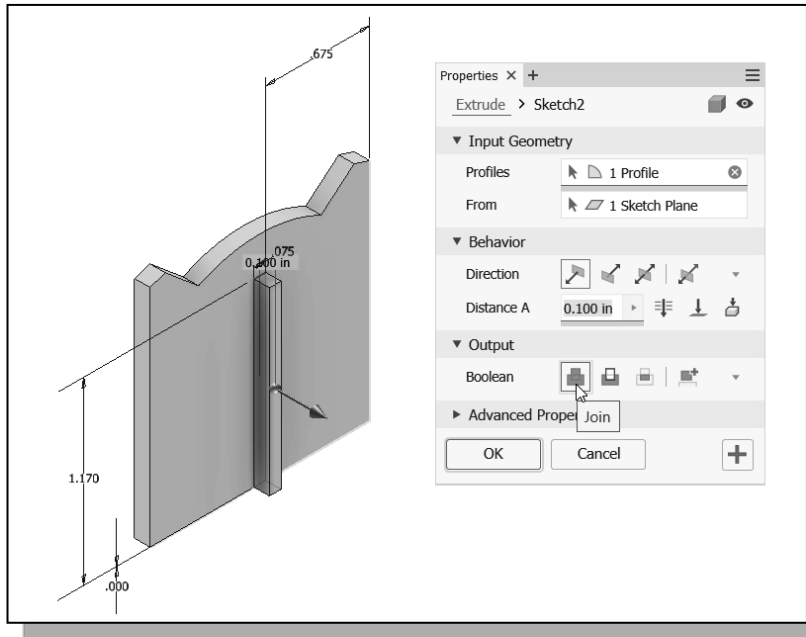 .675
.075
0.100 in
1.170
.000
Properties × +
Extrude > Sketch2
Input Geometry
Profiles 1 Profile
From 1 Sketch Plane
Behavior
Direction
Distance A 0.100 in
Output
Boolean
Advanced Prope
Join
OK Cancel +